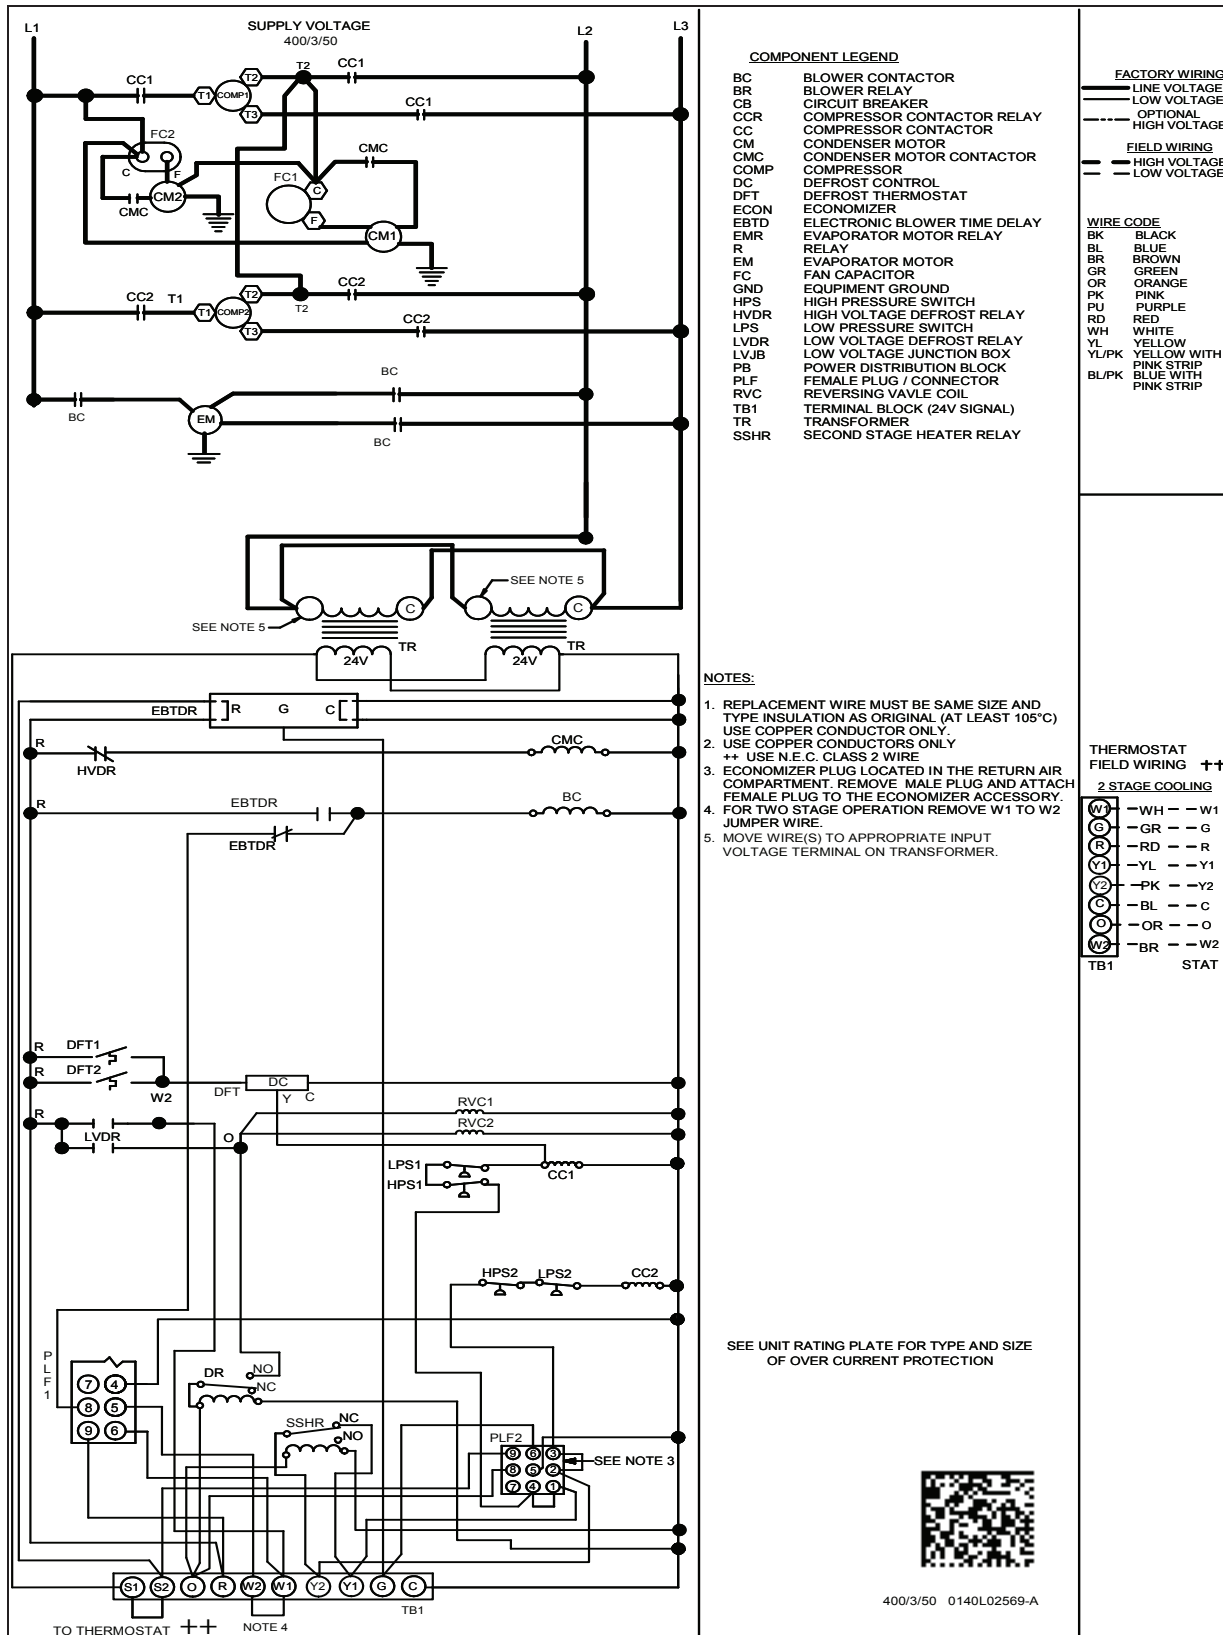 L1
SUPPLY VOLTAGE
400/3/50
L2
L3
CC1
T2
CC1
T2
T1
COMP1
T3
CC1
FC2
C
F
CM2
CMC
CMC
FC1
C
F
CM1
CC2
T1
T1
COMP2
T2
T3
T2
CC2
CC2
BC
BC
EM
BC
SEE NOTE 5
C
C
SEE NOTE 5
TR
TR
24V
24V
EBTDR
R
G
C
R
HVDR
CMC
R
EBTDR
BC
EBTDR
R
DFT1
R
DFT2
W2
DFT
DC
Y
C
R
LVDR
O
RVC1
RVC2
LPS1
HPS1
CC1
HPS2
LPS2
CC2
PLF1
7
4
8
5
9
6
DR
NO
NC
SSHR
NC
NO
PLF2
9
6
3
8
5
2
7
4
1
SEE NOTE 3
S1
S2
O
R
W2
W1
Y2
Y1
G
C
TB1
TO THERMOSTAT ++
NOTE 4
COMPONENT LEGEND
BC BLOWER CONTACTOR
BR BLOWER RELAY
CB CIRCUIT BREAKER
CCR COMPRESSOR CONTACTOR RELAY
CC COMPRESSOR CONTACTOR
CM CONDENSER MOTOR
CMC CONDENSER MOTOR CONTACTOR
COMP COMPRESSOR
DC DEFROST CONTROL
DFT DEFROST THERMOSTAT
ECON ECONOMIZER
EBTD ELECTRONIC BLOWER TIME DELAY
EMR EVAPORATOR MOTOR RELAY
R RELAY
EM EVAPORATOR MOTOR
FC FAN CAPACITOR
GND EQUPIMENT GROUND
HPS HIGH PRESSURE SWITCH
HVDR HIGH VOLTAGE DEFROST RELAY
LPS LOW PRESSURE SWITCH
LVDR LOW VOLTAGE DEFROST RELAY
LVJB LOW VOLTAGE JUNCTION BOX
PB POWER DISTRIBUTION BLOCK
PLF FEMALE PLUG / CONNECTOR
RVC REVERSING VAVLE COIL
TB1 TERMINAL BLOCK (24V SIGNAL)
TR TRANSFORMER
SSHR SECOND STAGE HEATER RELAY
NOTES:
1. REPLACEMENT WIRE MUST BE SAME SIZE AND
TYPE INSULATION AS ORIGINAL (AT LEAST 105°C)
USE COPPER CONDUCTOR ONLY.
2. USE COPPER CONDUCTORS ONLY
++ USE N.E.C. CLASS 2 WIRE
3. ECONOMIZER PLUG LOCATED IN THE RETURN AIR
COMPARTMENT. REMOVE MALE PLUG AND ATTACH
FEMALE PLUG TO THE ECONOMIZER ACCESSORY.
4. FOR TWO STAGE OPERATION REMOVE W1 TO W2
JUMPER WIRE.
5. MOVE WIRE(S) TO APPROPRIATE INPUT
VOLTAGE TERMINAL ON TRANSFORMER.
SEE UNIT RATING PLATE FOR TYPE AND SIZE
OF OVER CURRENT PROTECTION
400/3/50 0140L02569-A
FACTORY WIRING
LINE VOLTAGE
LOW VOLTAGE
OPTIONAL
HIGH VOLTAGE
FIELD WIRING
HIGH VOLTAGE
LOW VOLTAGE
WIRE CODE
BK BLACK
BL BLUE
BR BROWN
GR GREEN
OR ORANGE
PK PINK
PU PURPLE
RD RED
WH WHITE
YL YELLOW
YL/PK YELLOW WITH
PINK STRIP
BL/PK BLUE WITH
PINK STRIP
THERMOSTAT
FIELD WIRING ++
2 STAGE COOLING
W1 WH W1
G GR G
R RD R
Y1 YL Y1
Y2 PK Y2
C BL C
O OR O
W2 BR W2
TB1 STAT